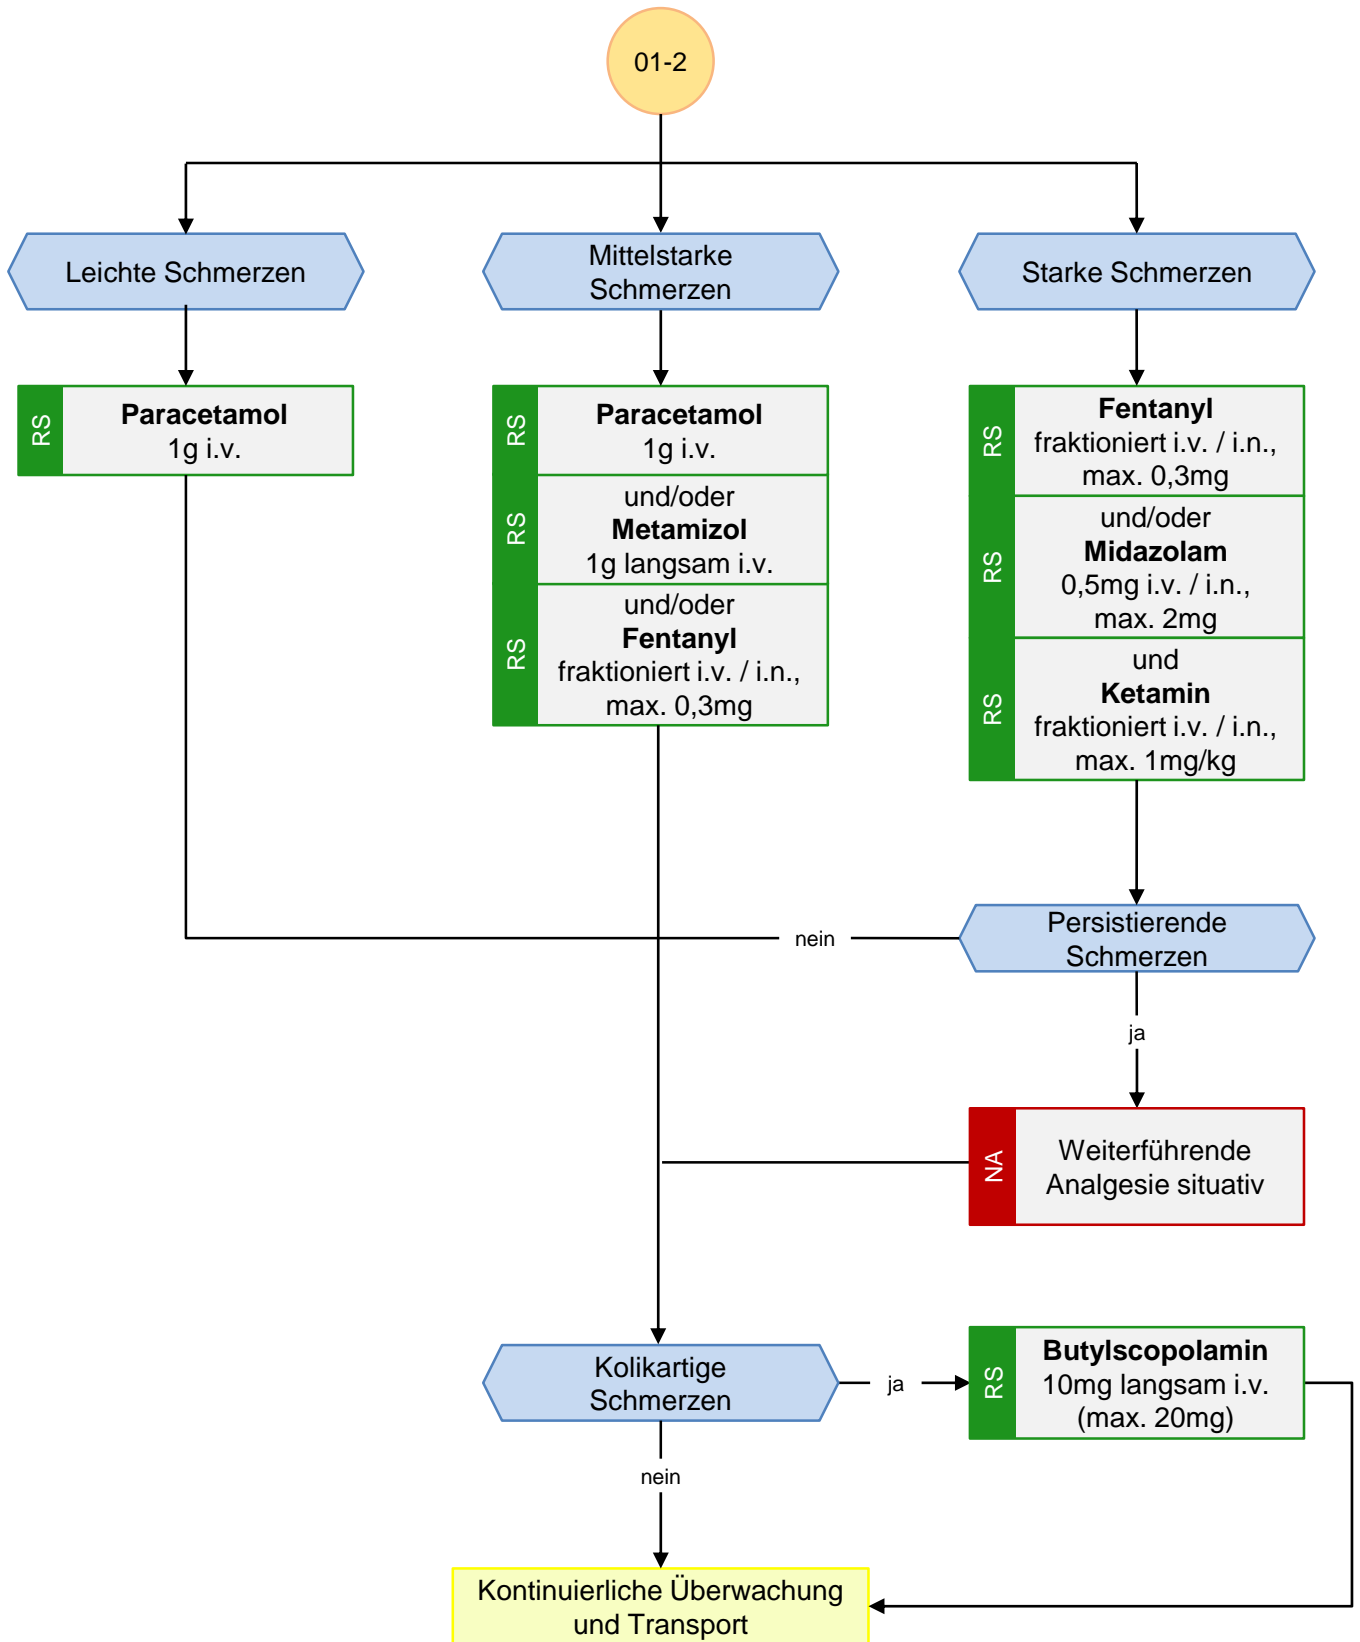 01-2
Leichte Schmerzen
Mittelstarke
Schmerzen
Starke Schmerzen
RS
Paracetamol
1g i.v.
RS
Paracetamol
1g i.v.
RS
und/oder
Metamizol
1g langsam i.v.
RS
und/oder
Fentanyl
fraktioniert i.v. / i.n.,
max. 0,3mg
RS
Fentanyl
fraktioniert i.v. / i.n.,
max. 0,3mg
RS
und/oder
Midazolam
0,5mg i.v. / i.n.,
max. 2mg
RS
und
Ketamin
fraktioniert i.v. / i.n.,
max. 1mg/kg
Persistierende
Schmerzen
nein
ja
NA
Weiterführende
Analgesie situativ
Kolikartige
Schmerzen
ja
RS
Butylscopolamin
10mg langsam i.v.
(max. 20mg)
nein
Kontinuierliche Überwachung
und Transport